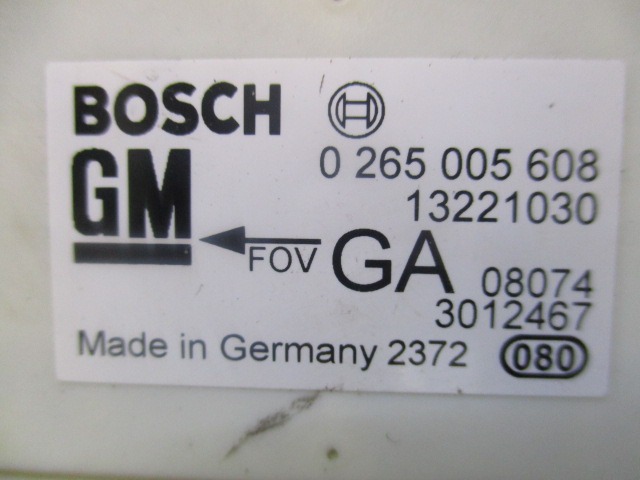 BOSCH
0 265 005 608
GM
13221030
FOV GA 08074
3012467
Made in Germany 2372 080